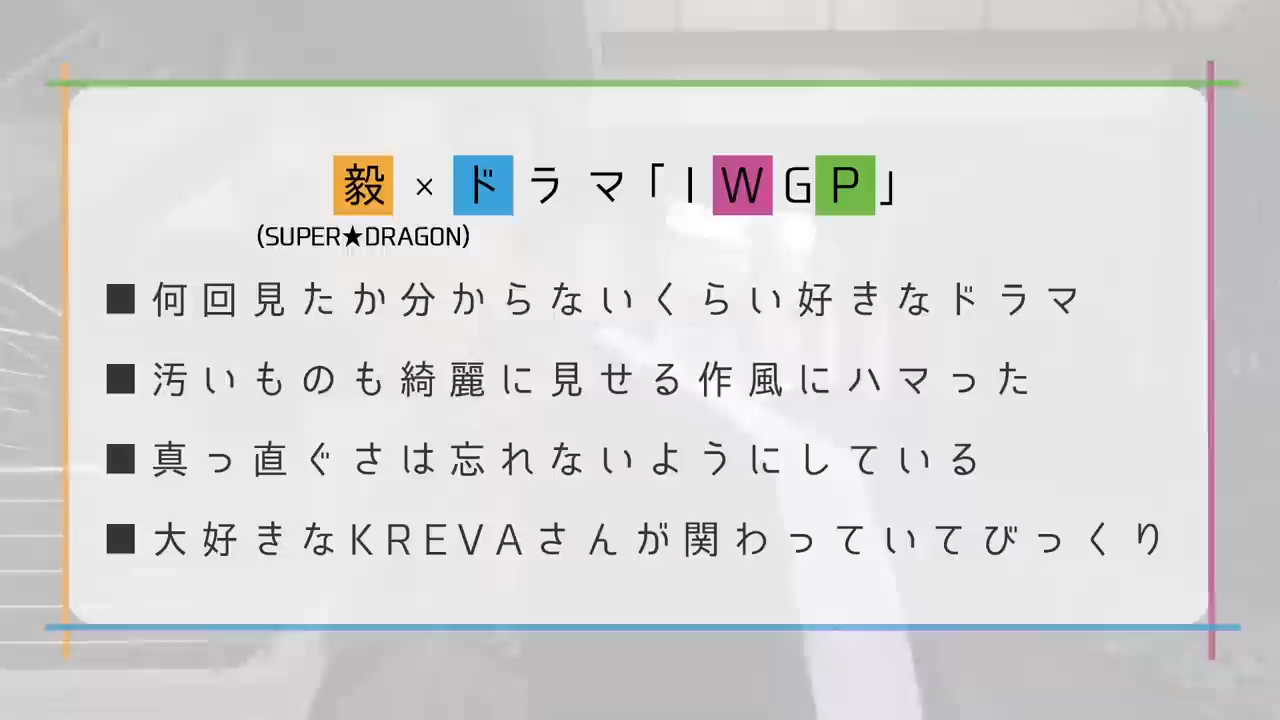 毅×ドラマ「IWGP」
(SUPER★DRAGON)
■何回見たか分からないくらい好きなドラマ
■汚いものも綺麗に見せる作風にハマった
■真っ直ぐさは忘れないようにしている
■大好きなKREVAさんが関わっていてびっくり